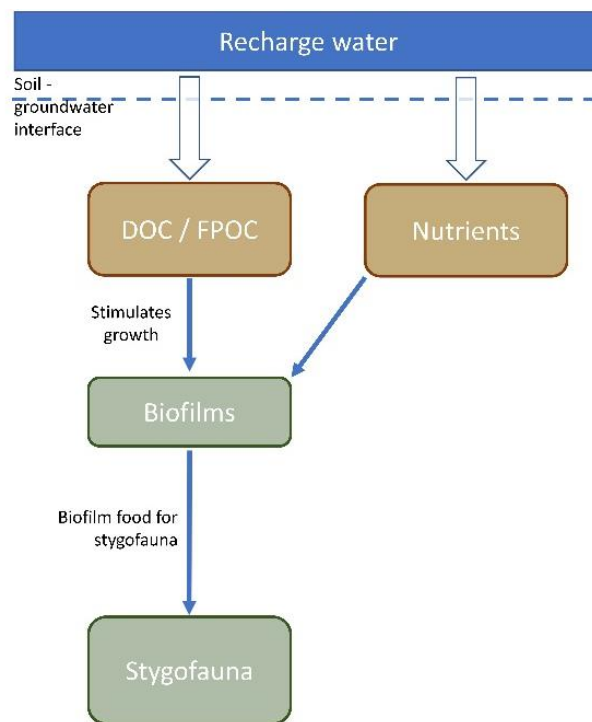 Recharge water
Soil -
groundwater
interface
DOC / FPOC
Nutrients
Stimulates
growth
Biofilms
Biofilm food for
stygofauna
Stygofauna